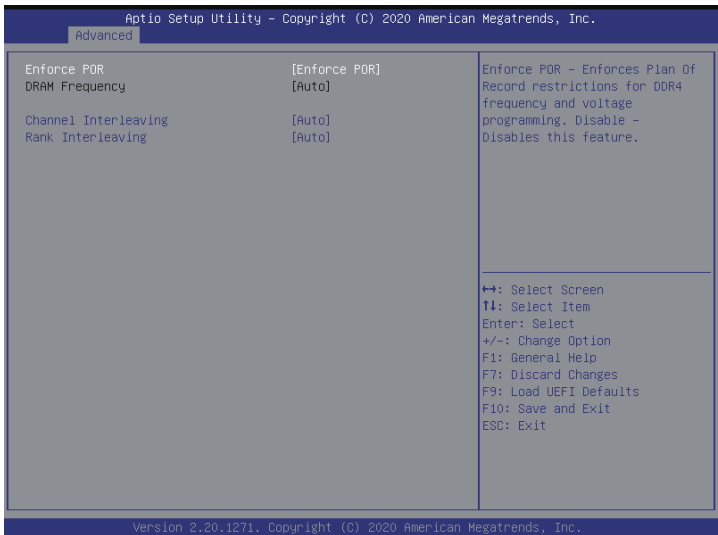 Aptio Setup Utility – Copyright (C) 2020 American Megatrends, Inc.
Advanced
Enforce POR [Enforce POR]
DRAM Frequency [Auto]
Channel Interleaving [Auto]
Rank Interleaving [Auto]
Enforce POR – Enforces Plan Of
Record restrictions for DDR4
frequency and voltage
programming. Disable –
Disables this feature.
↔: Select Screen
↑↓: Select Item
Enter: Select
+/-: Change Option
F1: General Help
F7: Discard Changes
F9: Load UEFI Defaults
F10: Save and Exit
ESC: Exit
Version 2.20.1271. Copyright (C) 2020 American Megatrends, Inc.